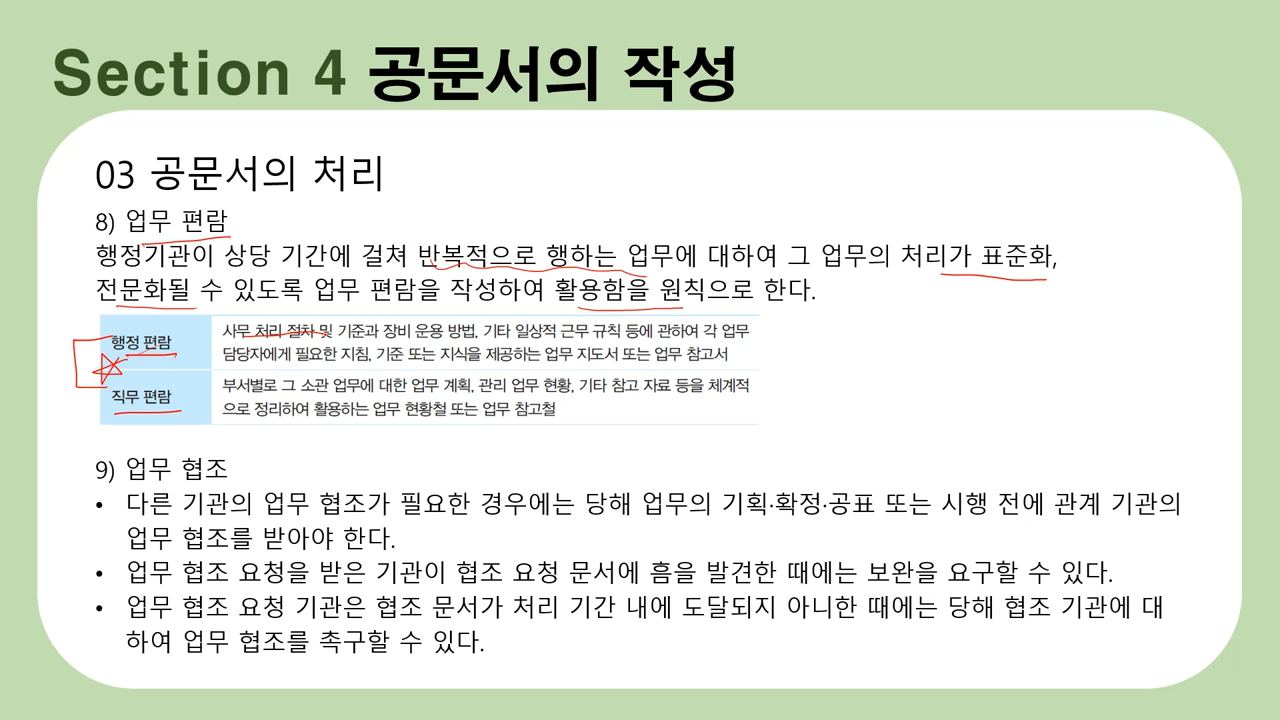 Section 4 공문서의 작성
03 공문서의 처리
8) 업무 편람
행정기관이 상당 기간에 걸쳐 반복적으로 행하는 업무에 대하여 그 업무의 처리가 표준화,
전문화될 수 있도록 업무 편람을 작성하여 활용함을 원칙으로 한다.
행정 편람
사무 처리 절차 및 기준과 장비 운용 방법, 기타 일상적 근무 규칙 등에 관하여 각 업무
담당자에게 필요한 지침, 기준 또는 지식을 제공하는 업무 지도서 또는 업무 참고서
직무 편람
부서별로 그 소관 업무에 대한 업무 계획, 관리 업무 현황, 기타 참고 자료 등을 체계적
으로 정리하여 활용하는 업무 현황철 또는 업무 참고철
9) 업무 협조
• 다른 기관의 업무 협조가 필요한 경우에는 당해 업무의 기획·확정·공표 또는 시행 전에 관계 기관의
업무 협조를 받아야 한다.
• 업무 협조 요청을 받은 기관이 협조 요청 문서에 흠을 발견한 때에는 보완을 요구할 수 있다.
• 업무 협조 요청 기관은 협조 문서가 처리 기간 내에 도달되지 아니한 때에는 당해 협조 기관에 대
하여 업무 협조를 촉구할 수 있다.